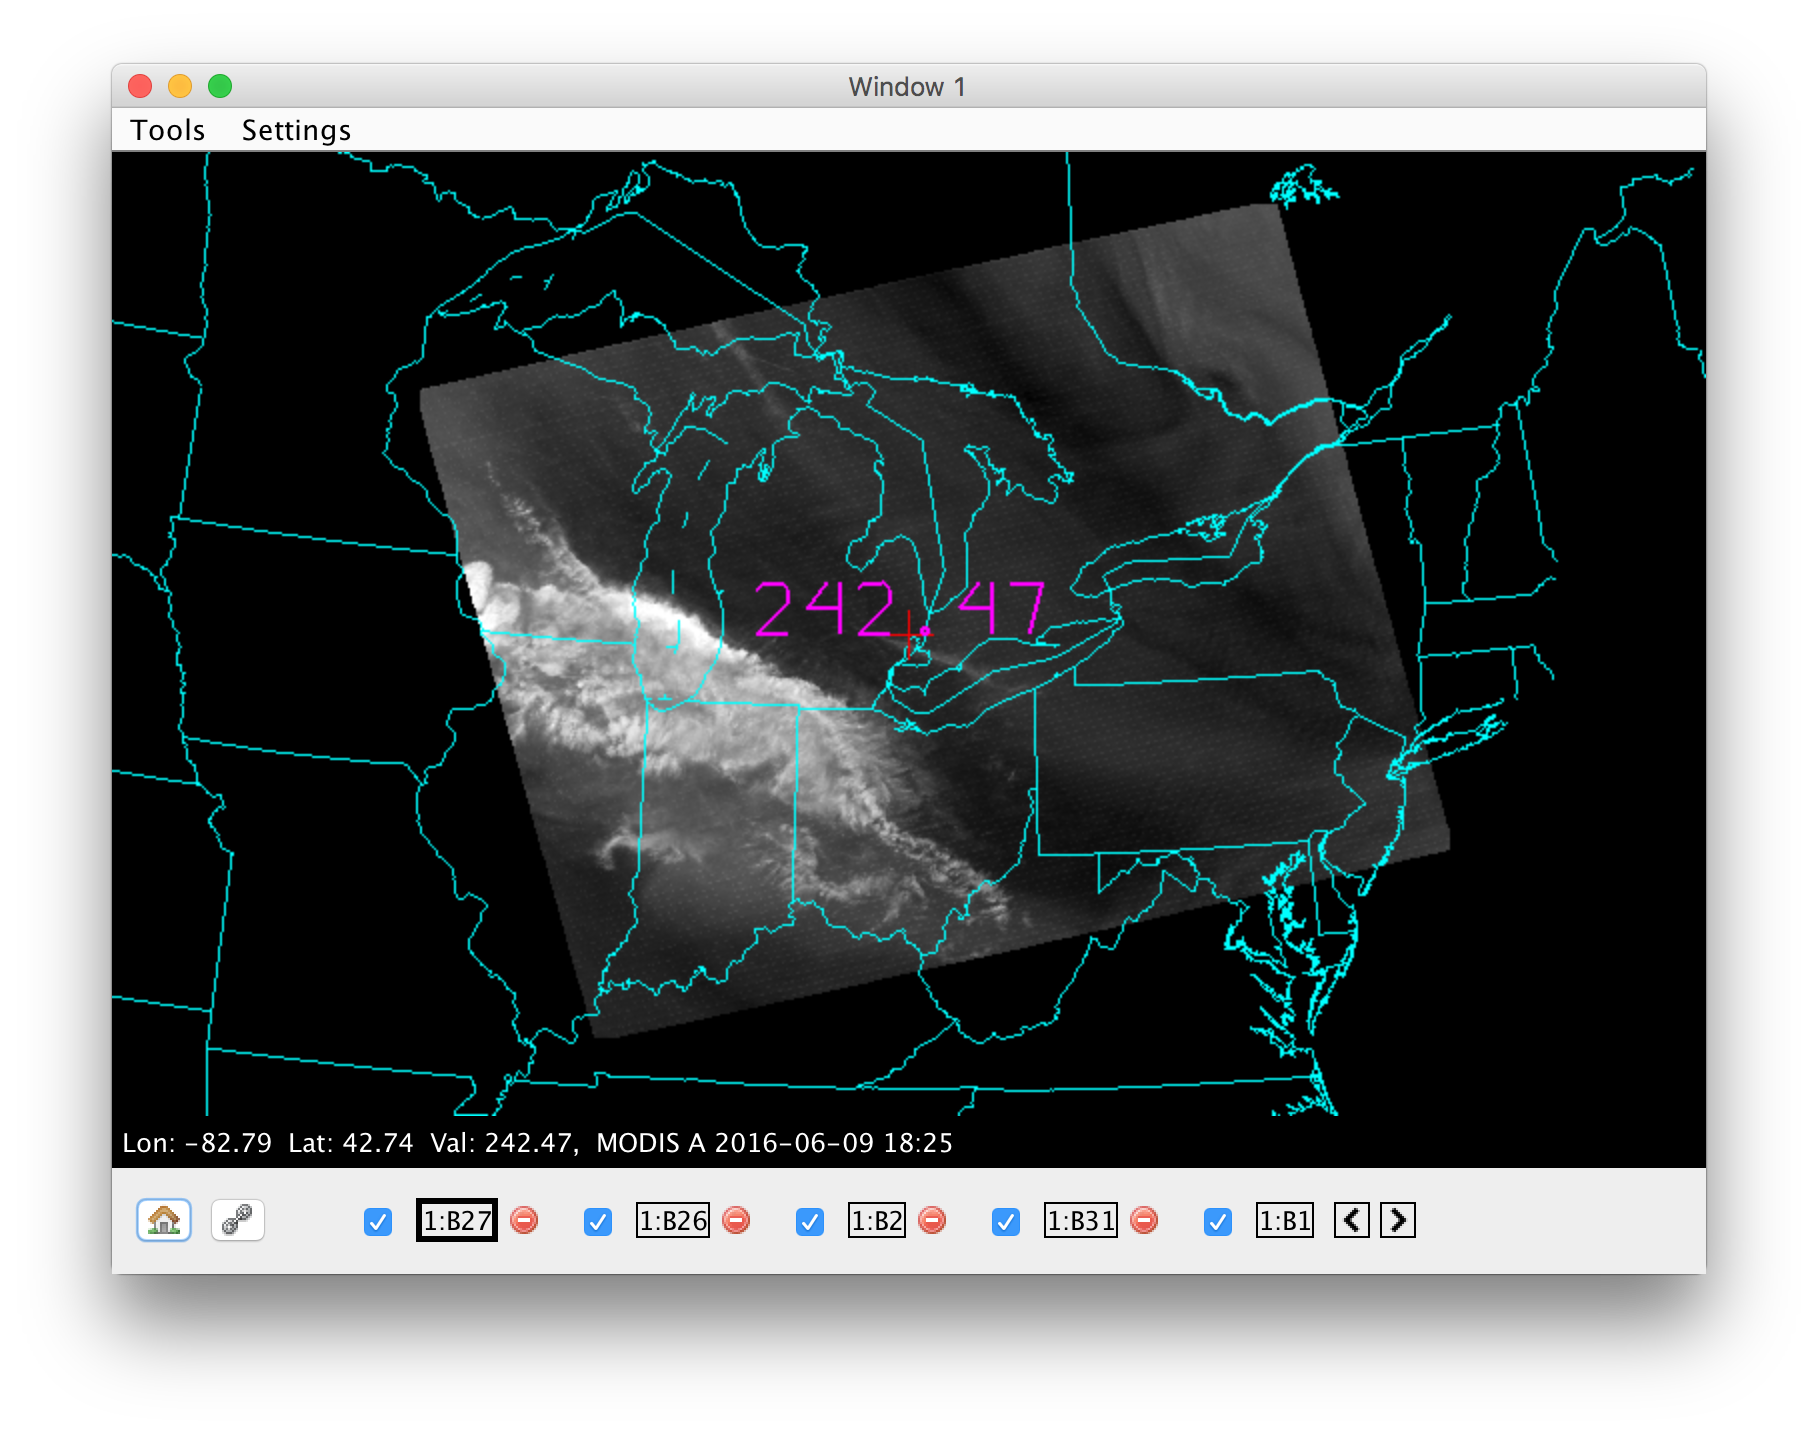 Window 1
Tools Settings
242.47
Lon: -82.79 Lat: 42.74 Val: 242.47, MODIS A 2016-06-09 18:25
1:B27 1:B26 1:B2 1:B31 1:B1